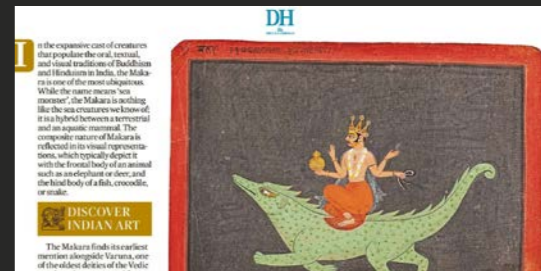 DH
In the expansive cast of creatures
that populate the oral, textual,
and visual traditions of Buddhism
and Hinduism in India, the Maka-
ra is one of the most ubiquitous.
While the name means 'sea
monster', the Makara is nothing
like the sea creatures we know of;
it is a hybrid between a terrestrial
and an aquatic mammal. The
composite nature of Makara is
reflected in its visual representa-
tions, which typically depict it
with the frontal body of an animal
such as an elephant or deer, and
the hind body of a fish, crocodile,
or snake.
DISCOVER
INDIAN ART
The Makara finds its earliest
mention alongside Varuna, one
of the oldest deities of the Vedic